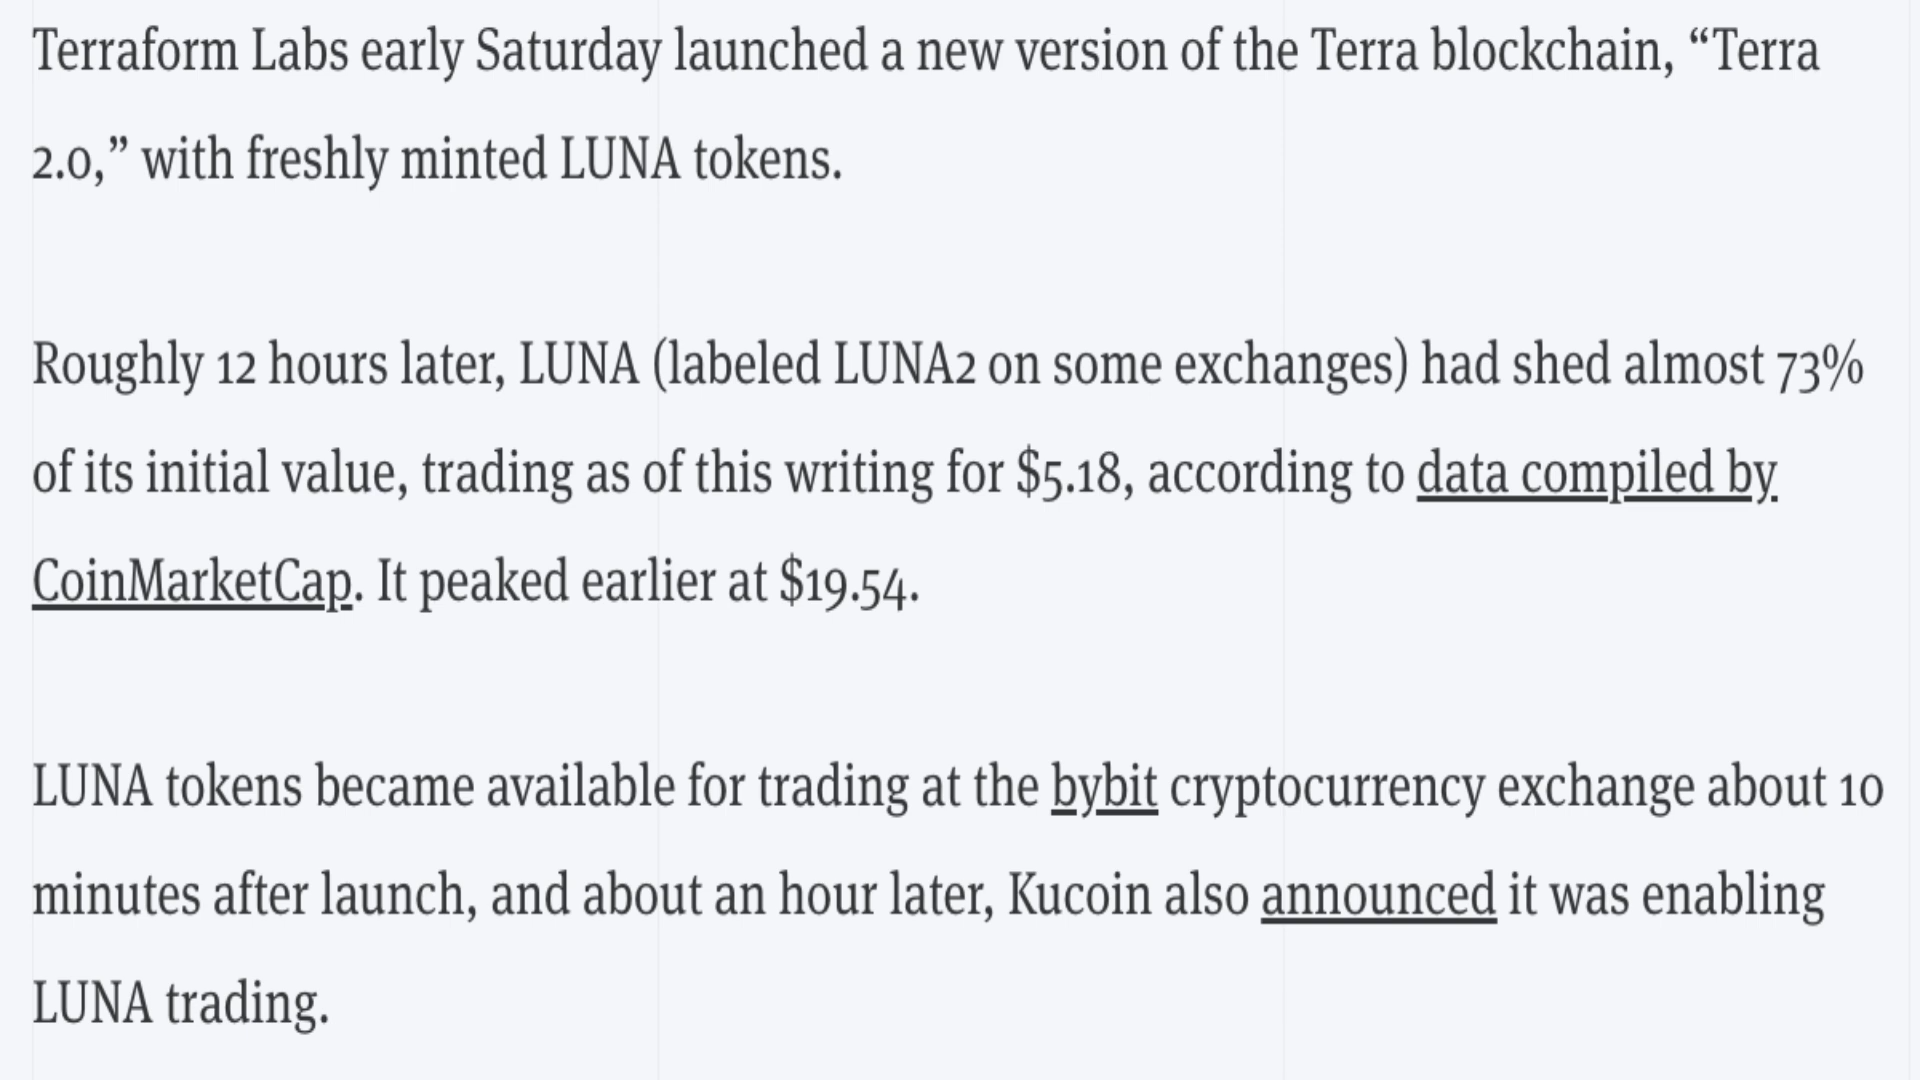 Terraform Labs early Saturday launched a new version of the Terra blockchain, “Terra
2.0,” with freshly minted LUNA tokens.
Roughly 12 hours later, LUNA (labeled LUNA2 on some exchanges) had shed almost 73%
of its initial value, trading as of this writing for $5.18, according to data compiled by
CoinMarketCap. It peaked earlier at $19.54.
LUNA tokens became available for trading at the bybit cryptocurrency exchange about 10
minutes after launch, and about an hour later, Kucoin also announced it was enabling
LUNA trading.